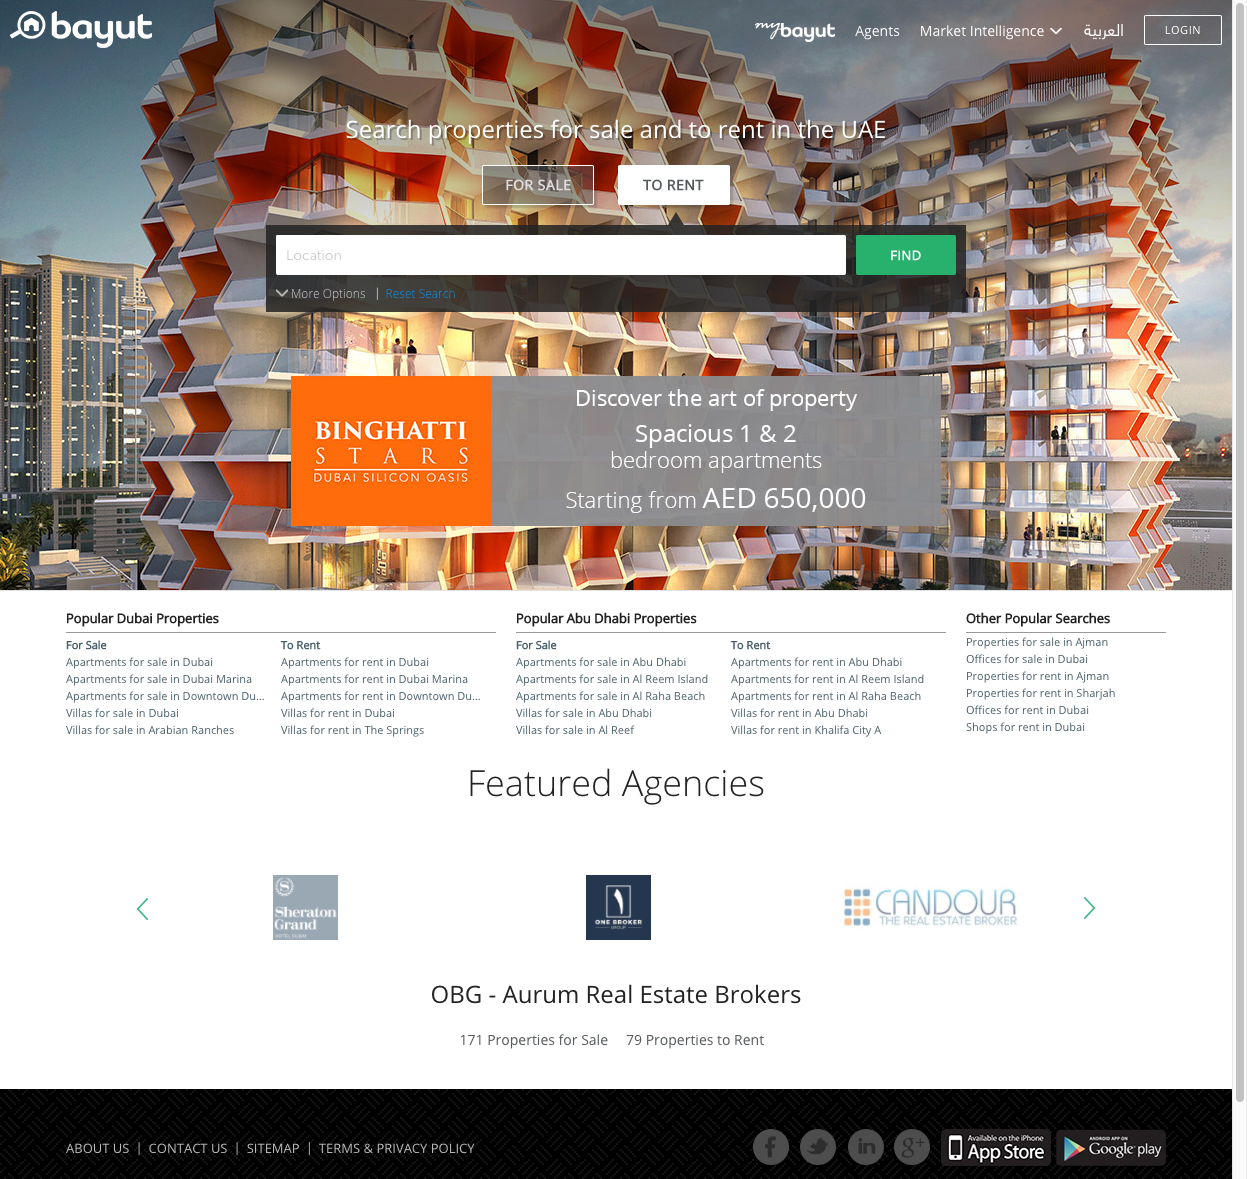 bayut
mybayut Agents Market Intelligence العربية LOGIN
Search properties for sale and to rent in the UAE
FOR SALE TO RENT
Location FIND
More Options | Reset Search
BINGHATTI
STARS
DUBAI SILICON OASIS
Discover the art of property
Spacious 1 & 2
bedroom apartments
Starting from AED 650,000
Popular Dubai Properties
For Sale
Apartments for sale in Dubai
Apartments for sale in Dubai Marina
Apartments for sale in Downtown Du...
Villas for sale in Dubai
Villas for sale in Arabian Ranches
To Rent
Apartments for rent in Dubai
Apartments for rent in Dubai Marina
Apartments for rent in Downtown Du...
Villas for rent in Dubai
Villas for rent in The Springs
Popular Abu Dhabi Properties
For Sale
Apartments for sale in Abu Dhabi
Apartments for sale in Al Reem Island
Apartments for sale in Al Raha Beach
Villas for sale in Abu Dhabi
Villas for sale in Al Reef
To Rent
Apartments for rent in Abu Dhabi
Apartments for rent in Al Reem Island
Apartments for rent in Al Raha Beach
Villas for rent in Abu Dhabi
Villas for rent in Khalifa City A
Other Popular Searches
Properties for sale in Ajman
Offices for sale in Dubai
Properties for rent in Ajman
Properties for rent in Sharjah
Offices for rent in Dubai
Shops for rent in Dubai
Featured Agencies
S
Sheraton
Grand
HOTEL, DUBAI
ONE BROKER
GROUP
CANDOUR
THE REAL ESTATE BROKER
OBG - Aurum Real Estate Brokers
171 Properties for Sale 79 Properties to Rent
ABOUT US | CONTACT US | SITEMAP | TERMS & PRIVACY POLICY
f in g+
Available on the iPhone
App Store
ANDROID APP ON
Google play